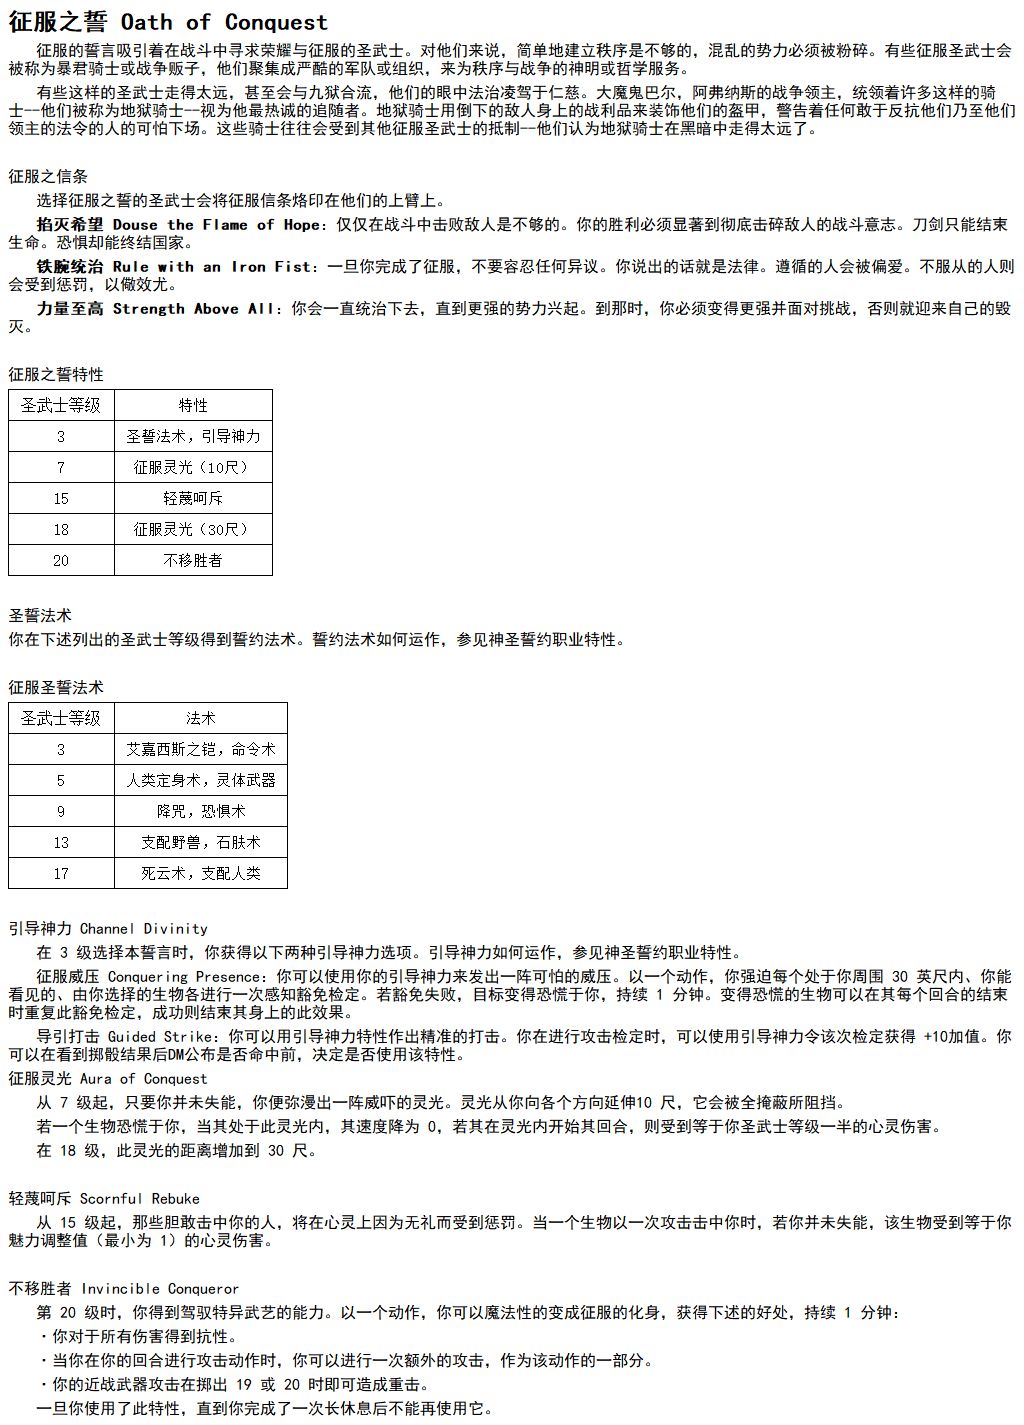 征服之誓 Oath of Conquest
征服的誓言吸引着在战斗中寻求荣耀与征服的圣武士。对他们来说，简单地建立秩序是不够的，混乱的势力必须被粉碎。有些征服圣武士会
被称为暴君骑士或战争贩子，他们聚集成严酷的军队或组织，来为秩序与战争的神明或哲学服务。
有些这样的圣武士走得太远，甚至会与九狱合流，他们的眼中法治凌驾于仁慈。大魔鬼巴尔，阿弗纳斯的战争领主，统领着许多这样的骑
士--他们被称为地狱骑士--视为他最热诚的追随者。地狱骑士用倒下的敌人身上的战利品来装饰他们的盔甲，警告着任何敢于反抗他们乃至他们
领主的法令的人的可怕下场。这些骑士往往会受到其他征服圣武士的抵制--他们认为地狱骑士在黑暗中走得太远了。
征服之信条
选择征服之誓的圣武士会将征服信条烙印在他们的上臂上。
掐灭希望 Douse the Flame of Hope：仅仅在战斗中击败敌人是不够的。你的胜利必须显著到彻底击碎敌人的战斗意志。刀剑只能结束
生命。恐惧却能终结国家。
铁腕统治 Rule with an Iron Fist：一旦你完成了征服，不要容忍任何异议。你说出的话就是法律。遵循的人会被偏爱。不服从的人则
会受到惩罚，以儆效尤。
力量至高 Strength Above All：你会一直统治下去，直到更强的势力兴起。到那时，你必须变得更强并面对挑战，否则就迎来自己的毁
灭。
征服之誓特性
圣武士等级 特性
3 圣誓法术，引导神力
7 征服灵光（10尺）
15 轻蔑呵斥
18 征服灵光（30尺）
20 不移胜者
圣誓法术
你在下述列出的圣武士等级得到誓约法术。誓约法术如何运作，参见神圣誓约职业特性。
征服圣誓法术
圣武士等级 法术
3 艾嘉西斯之铠，命令术
5 人类定身术，灵体武器
9 降咒，恐惧术
13 支配野兽，石肤术
17 死云术，支配人类
引导神力 Channel Divinity
在 3 级选择本誓言时，你获得以下两种引导神力选项。引导神力如何运作，参见神圣誓约职业特性。
征服威压 Conquering Presence：你可以使用你的引导神力来发出一阵可怕的威压。以一个动作，你强迫每个处于你周围 30 英尺内、你能
看见的、由你选择的生物各进行一次感知豁免检定。若豁免失败，目标变得恐慌于你，持续 1 分钟。变得恐慌的生物可以在其每个回合的结束
时重复此豁免检定，成功则结束其身上的此效果。
导引打击 Guided Strike：你可以用引导神力特性作出精准的打击。你在进行攻击检定时，可以使用引导神力令该次检定获得 +10加值。你
可以在看到掷骰结果后DM公布是否命中前，决定是否使用该特性。
征服灵光 Aura of Conquest
从 7 级起，只要你并未失能，你便弥漫出一阵威吓的灵光。灵光从你向各个方向延伸10 尺，它会被全掩蔽所阻挡。
若一个生物恐慌于你，当其处于此灵光内，其速度降为 0，若其在灵光内开始其回合，则受到等于你圣武士等级一半的心灵伤害。
在 18 级，此灵光的距离增加到 30 尺。
轻蔑呵斥 Scornful Rebuke
从 15 级起，那些胆敢击中你的人，将在心灵上因为无礼而受到惩罚。当一个生物以一次攻击击中你时，若你并未失能，该生物受到等于你
魅力调整值（最小为 1）的心灵伤害。
不移胜者 Invincible Conqueror
第 20 级时，你得到驾驭特异武艺的能力。以一个动作，你可以魔法性的变成征服的化身，获得下述的好处，持续 1 分钟：
·你对于所有伤害得到抗性。
·当你在你的回合进行攻击动作时，你可以进行一次额外的攻击，作为该动作的一部分。
·你的近战武器攻击在掷出 19 或 20 时即可造成重击。
一旦你使用了此特性，直到你完成了一次长休息后不能再使用它。